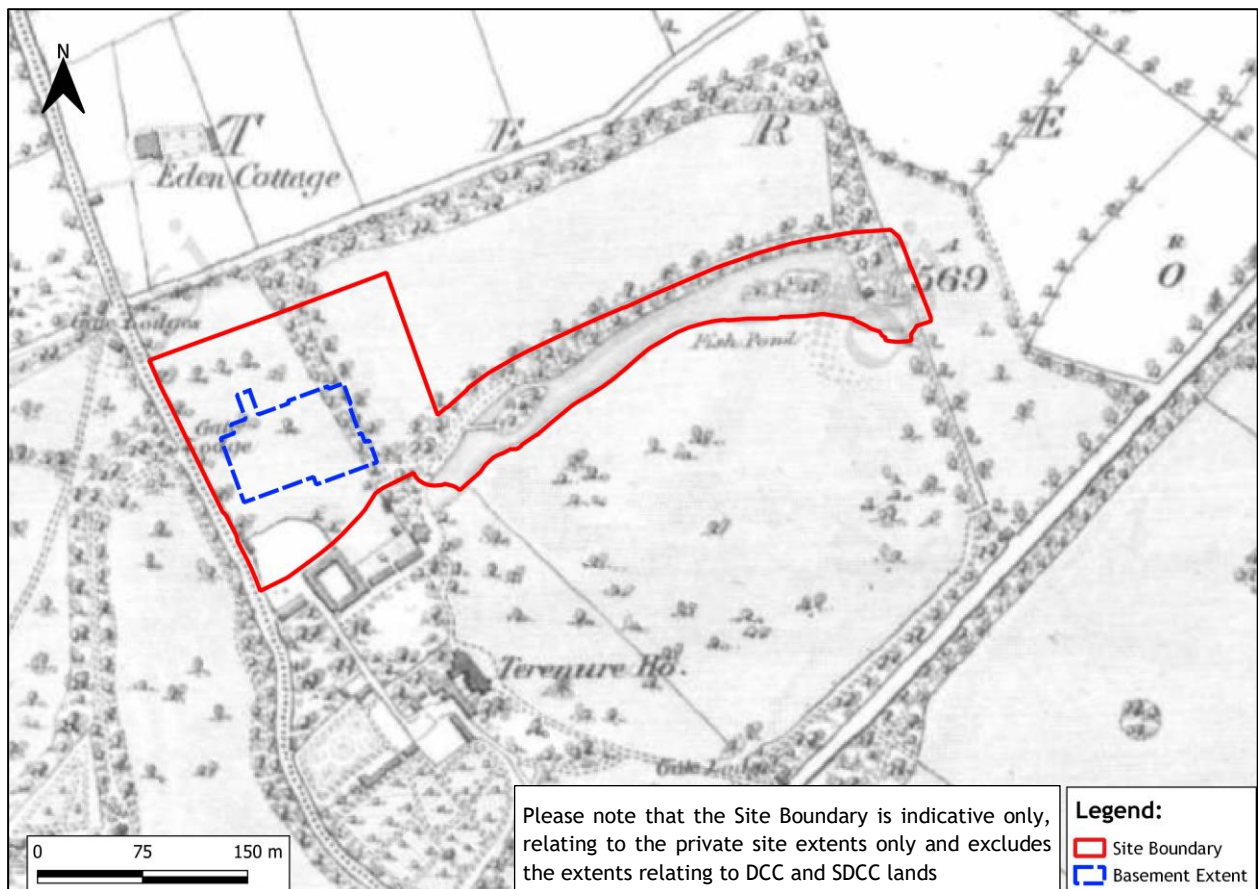 N
T E R E
Eden Cottage
R
O
A
569
Gate Lodges
Fish Pond
Gate
Lodge
Terenure Ho.
Gate Lodge
Please note that the Site Boundary is indicative only,
relating to the private site extents only and excludes
the extents relating to DCC and SDCC lands
Legend:
Site Boundary
Basement Extent
0 75 150 m